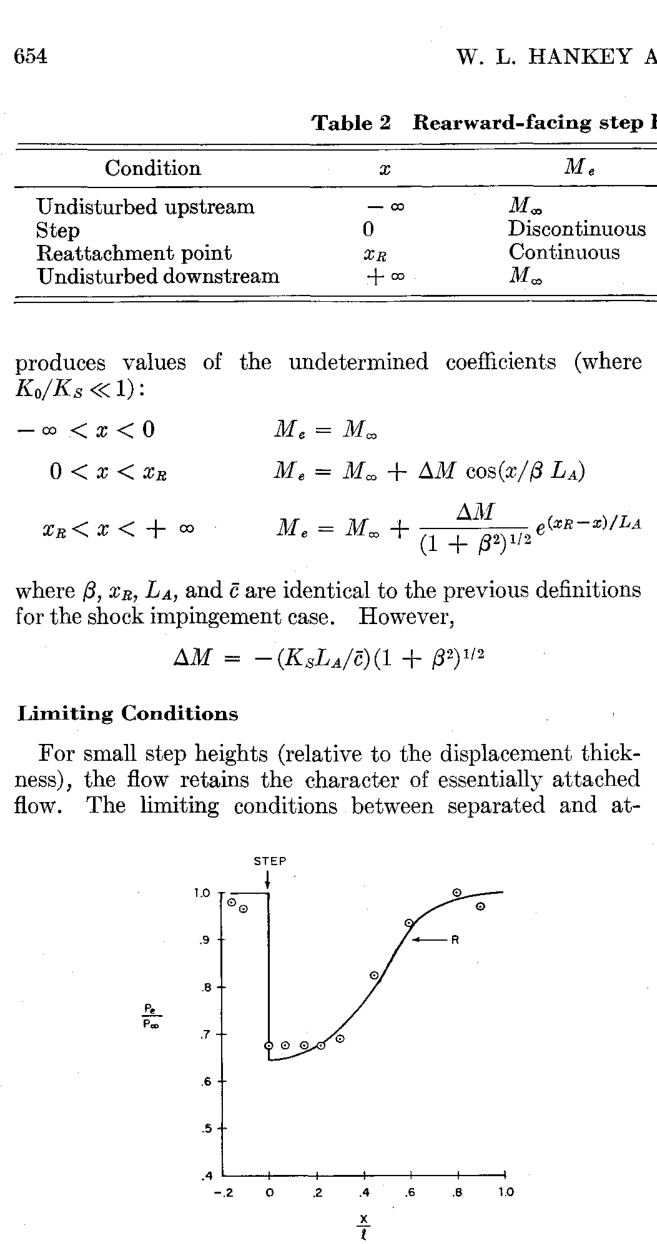 654 W. L. HANKEY A
Table 2 Rearward-facing step
Condition x M_e
Undisturbed upstream − ∞ M_∞
Step 0 Discontinuous
Reattachment point x_R Continuous
Undisturbed downstream + ∞ M_∞
produces values of the undetermined coefficients (where
K_0/K_S ≪ 1):
− ∞ < x < 0 M_e = M_∞
0 < x < x_R M_e = M_∞ + ΔM cos(x/β L_A)
x_R < x < + ∞ M_e = M_∞ + ΔM/(1 + β²)^{1/2} e^{(x_R−x)/L_A}
where β, x_R, L_A, and c̄ are identical to the previous definitions
for the shock impingement case. However,
ΔM = −(K_S L_A/c̄)(1 + β²)^{1/2}
Limiting Conditions
For small step heights (relative to the displacement thick-
ness), the flow retains the character of essentially attached
flow. The limiting conditions between separated and at-
STEP
1.0
.9
R
.8
P_e/P_∞
.7
.6
.5
.4
-.2 0 .2 .4 .6 .8 1.0
x/ℓ